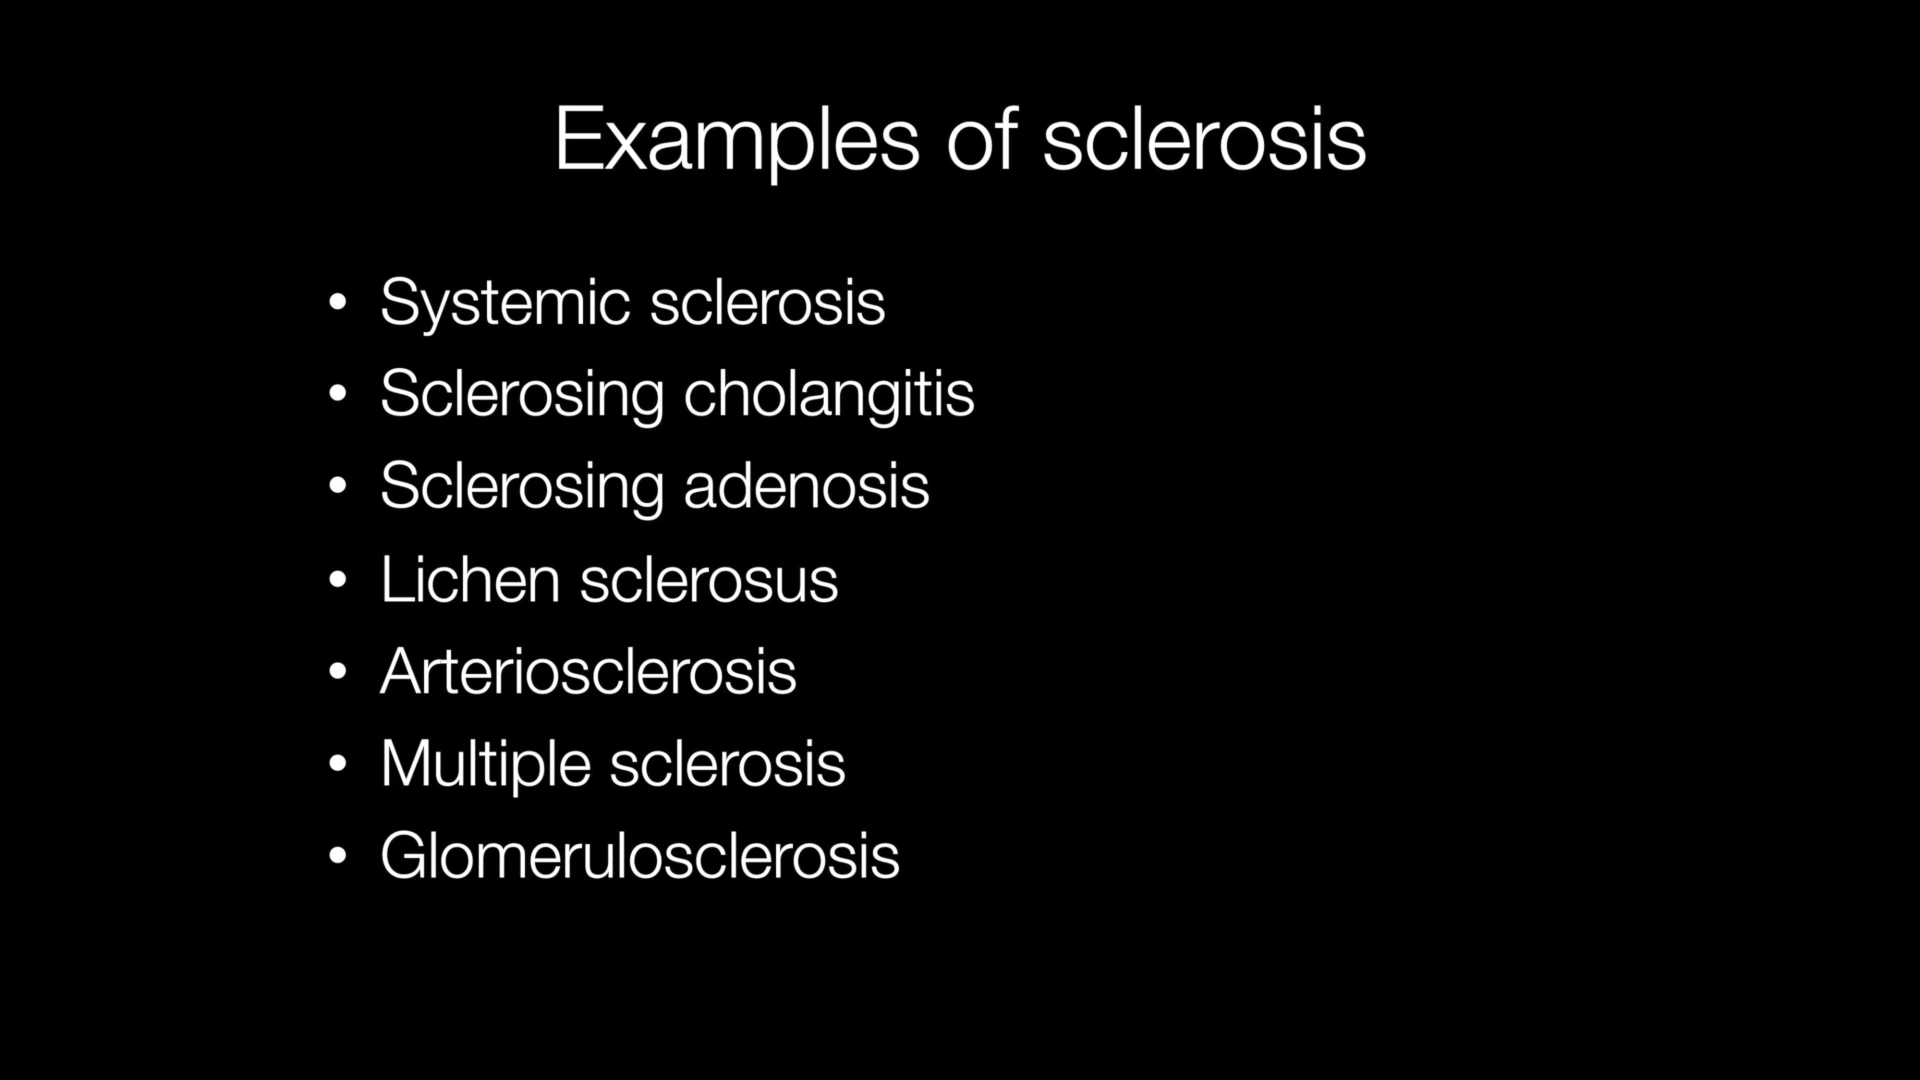 Examples of sclerosis
• Systemic sclerosis
• Sclerosing cholangitis
• Sclerosing adenosis
• Lichen sclerosus
• Arteriosclerosis
• Multiple sclerosis
• Glomerulosclerosis